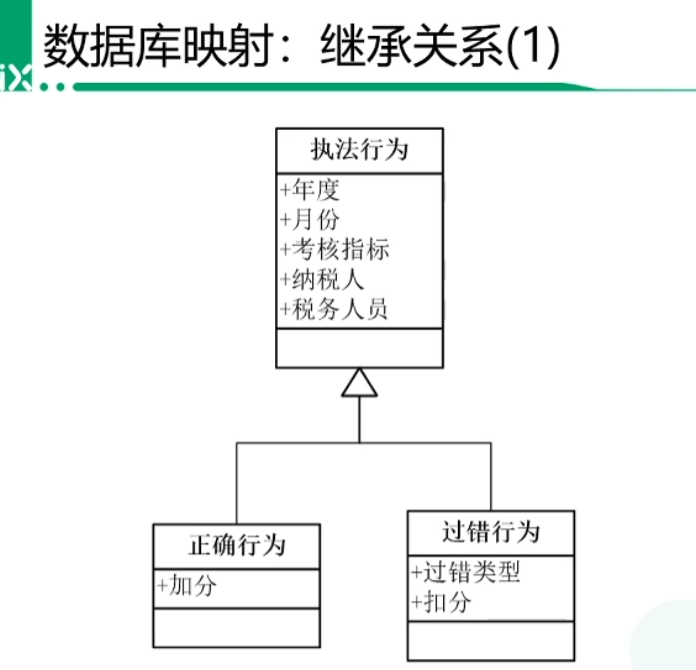 数据库映射：继承关系(1)
ix
执法行为
+年度
+月份
+考核指标
+纳税人
+税务人员
正确行为
+加分
过错行为
+过错类型
+扣分